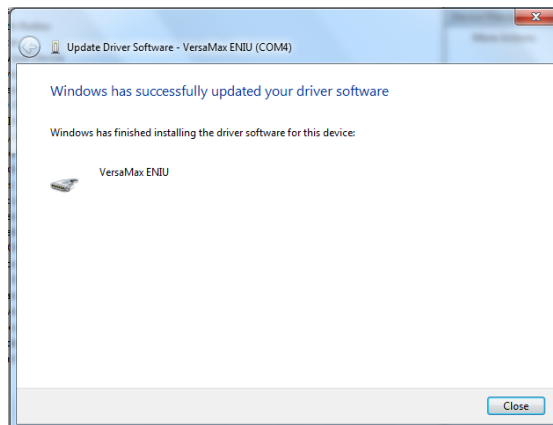 Update Driver Software - VersaMax ENIU (COM4)
Windows has successfully updated your driver software
Windows has finished installing the driver software for this device:
VersaMax ENIU
Close